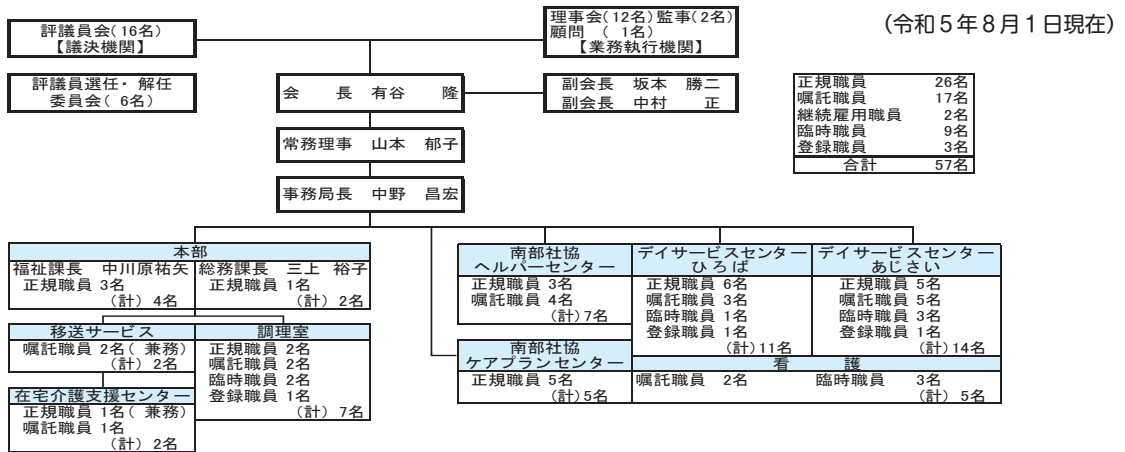 (令和５年８月１日現在)
評議員会(16名)
【議決機関】
理事会(12名)監事(2名)
顧問 ( 1名)
【業務執行機関】
評議員選任・ 解任
委員会( 6名)
会 長 有谷 隆
副会長 坂本 勝二
副会長 中村 正
正規職員 26名
嘱託職員 17名
継続雇用職員 2名
臨時職員 9名
登録職員 3名
合計 57名
常務理事 山本 郁子
事務局長 中野 昌宏
本部
福祉課長 中川原祐矢
正規職員 3名
(計) 4名
総務課長 三上 裕子
正規職員 1名
(計) 2名
移送サービス
嘱託職員 2名( 兼務)
(計) 2名
調理室
正規職員 2名
嘱託職員 2名
臨時職員 2名
登録職員 1名
(計) 7名
在宅介護支援センター
正規職員 1名( 兼務)
嘱託職員 1名
(計) 2名
南部社協
ヘルパーセンター
正規職員 3名
嘱託職員 4名
(計)7名
南部社協
ケアプランセンター
正規職員 5名
(計)5名
デイサービスセンター
ひろば
正規職員 6名
嘱託職員 3名
臨時職員 1名
登録職員 1名
(計)11名
デイサービスセンター
あじさい
正規職員 5名
嘱託職員 5名
臨時職員 3名
登録職員 1名
(計)14名
看 護
嘱託職員 2名 臨時職員 3名
(計) 5名